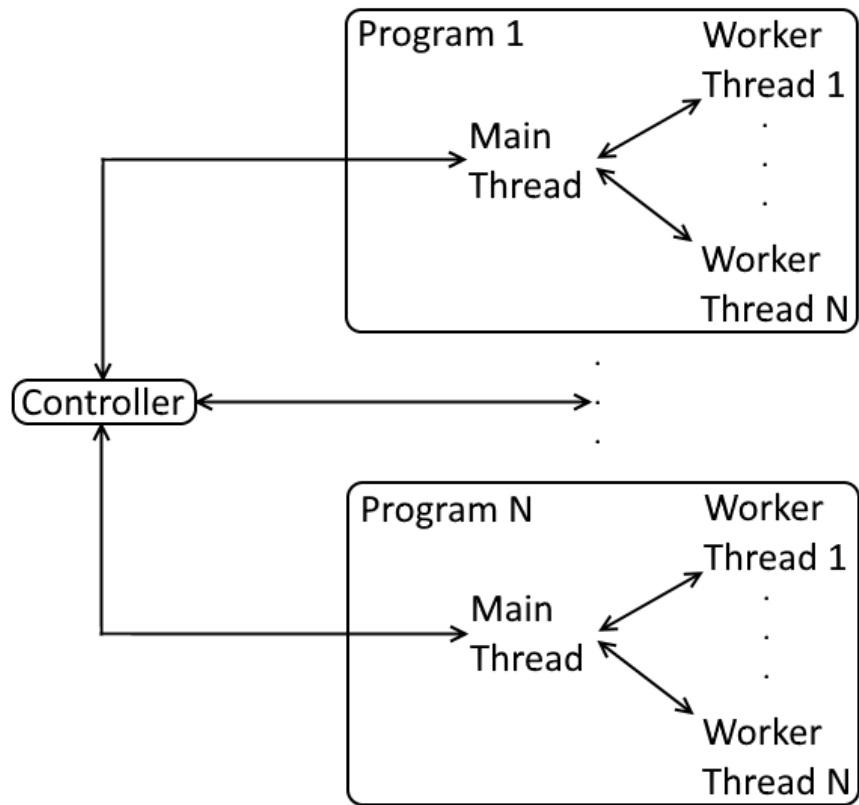 Program 1
Worker
Thread 1
Main
Thread
Worker
Thread N
Controller
Program N
Worker
Thread 1
Main
Thread
Worker
Thread N